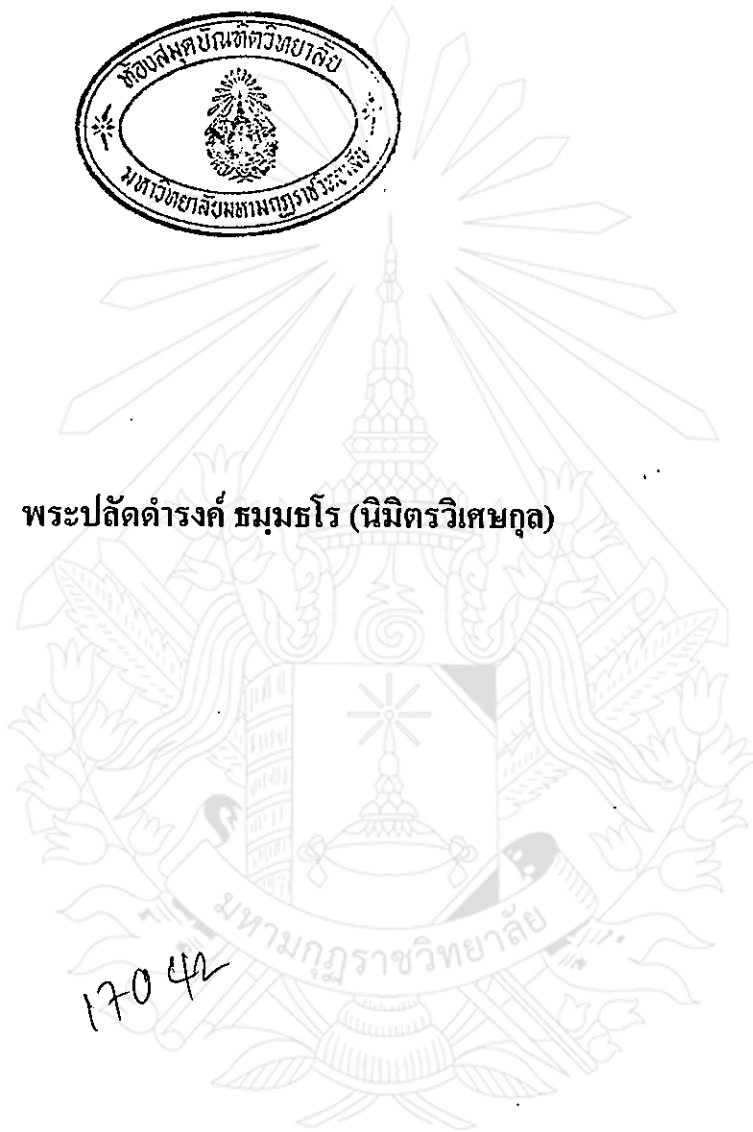 ห้องสมุดบัณฑิตวิทยาลัย
มหาวิทยาลัยมหามกุฏราชวิทยาลัย
พระปลัดดำรงค์ ธมฺมธโร (นิมิตรวิเศษกุล)
มหามกุฏราชวิทยาลัย
17042